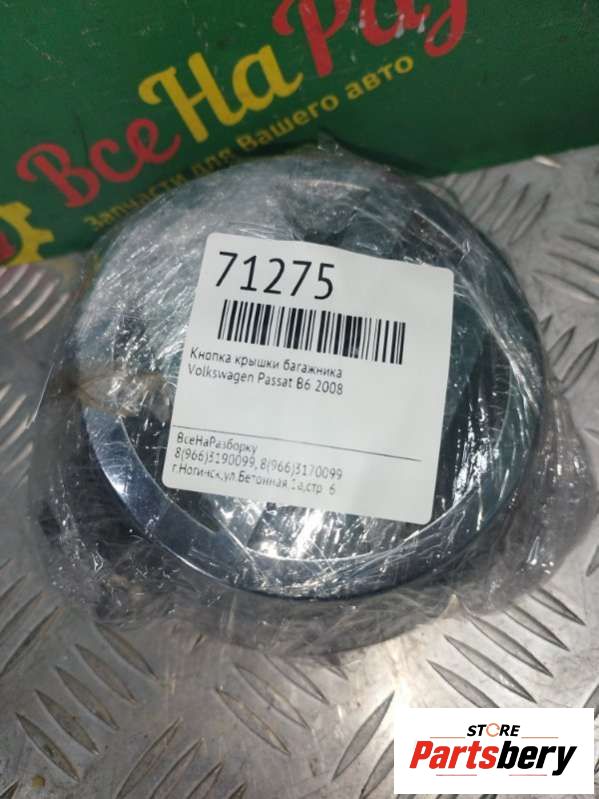 ВсеНаРаз
Запчасти для Вашего авто
71275
Кнопка крышки багажника
Volkswagen Passat B6 2008
ВсеНаРазборку
8(966)3190099, 8(966)3170099
г.Ногинск,ул.Бетонная 1а,стр. 6
STORE
Partsbery